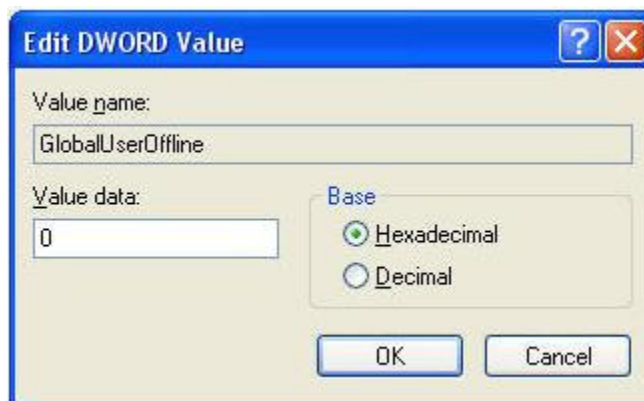 Edit DWORD Value
Value name:
GlobalUserOffline
Value data:
0
Base
Hexadecimal
Decimal
OK
Cancel